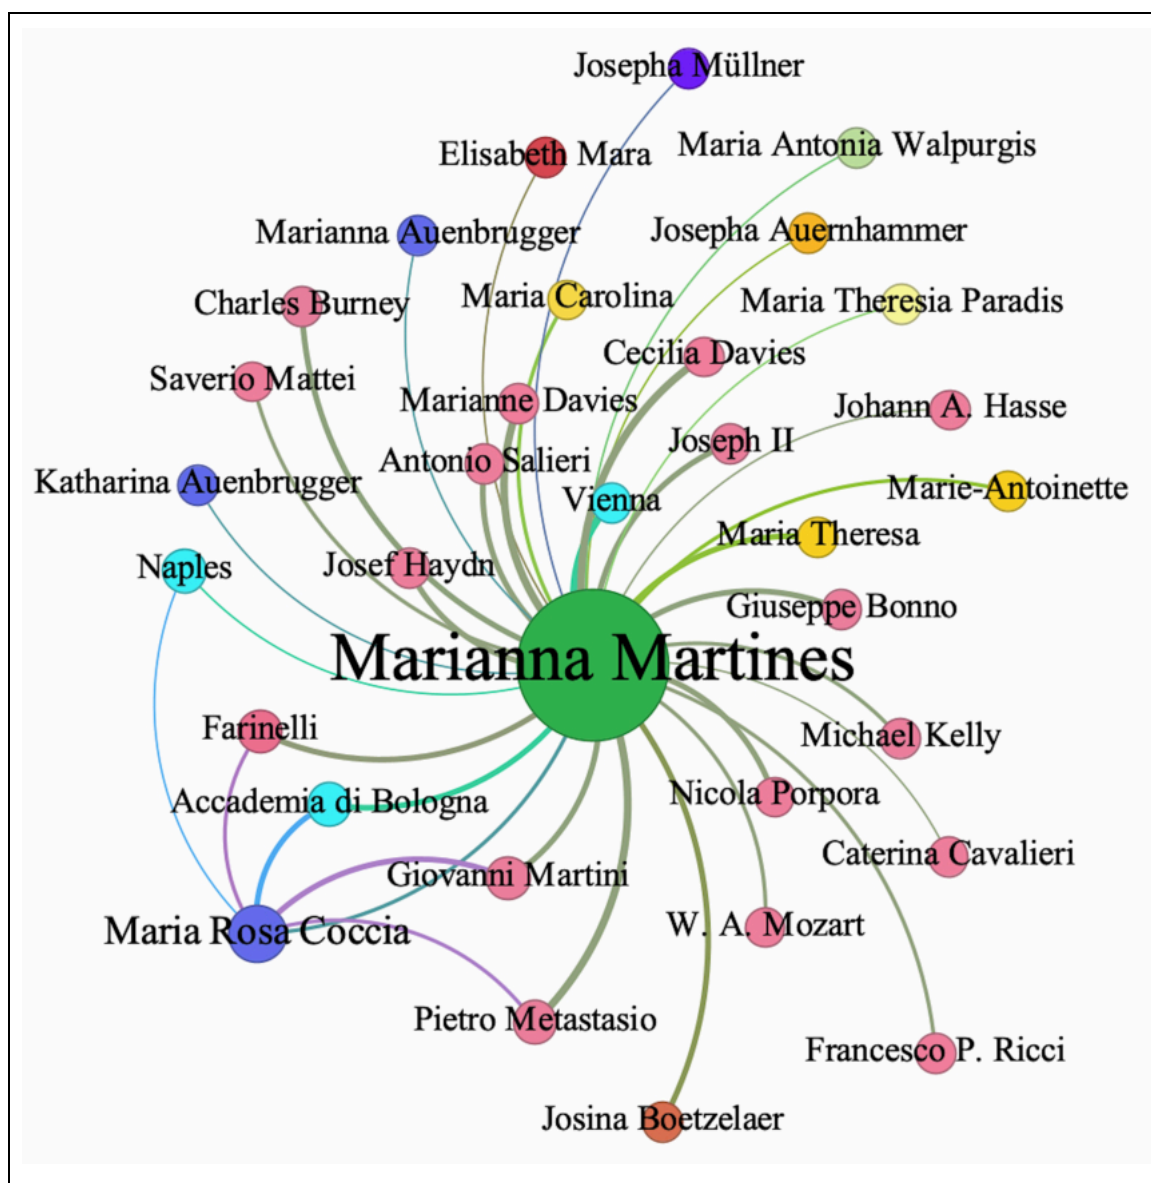 Josepha Müllner
Elisabeth Mara
Maria Antonia Walpurgis
Marianna Auenbrugger
Josepha Auernhammer
Charles Burney
Maria Carolina
Maria Theresia Paradis
Cecilia Davies
Saverio Mattei
Marianne Davies
Johann A. Hasse
Joseph II
Antonio Salieri
Katharina Auenbrugger
Vienna
Marie-Antoinette
Maria Theresa
Naples
Josef Haydn
Giuseppe Bonno
Marianna Martines
Farinelli
Michael Kelly
Accademia di Bologna
Nicola Porpora
Giovanni Martini
Caterina Cavalieri
Maria Rosa Coccia
W. A. Mozart
Pietro Metastasio
Francesco P. Ricci
Josina Boetzelaer